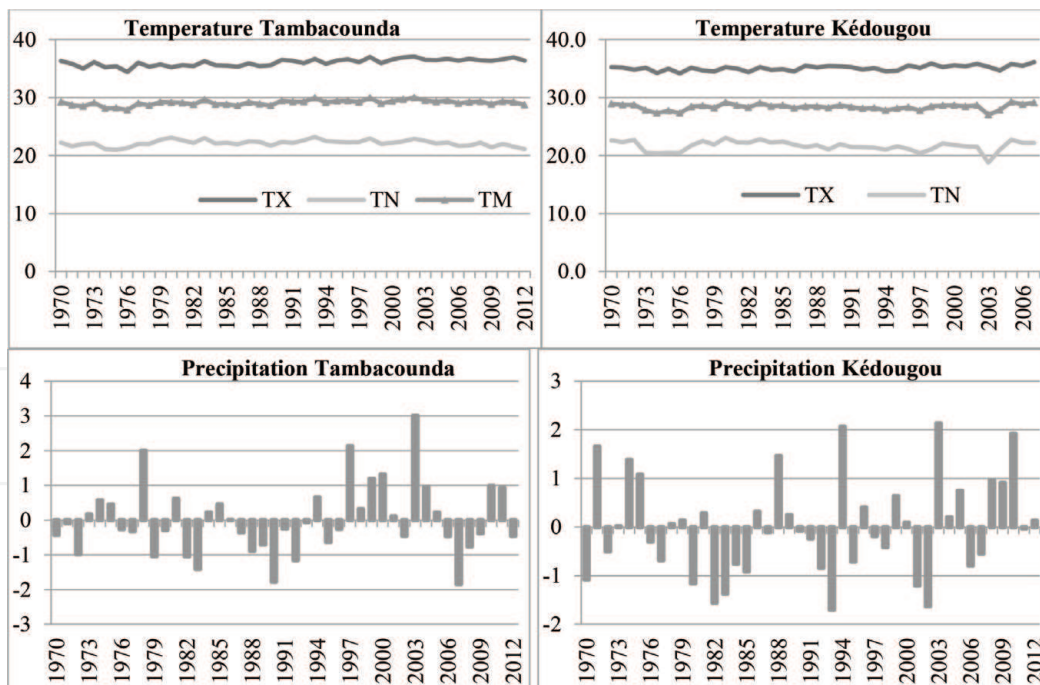 Temperature Tambacounda
40
30
20
10
0
TX TN TM
1970 1973 1976 1979 1982 1985 1988 1991 1994 1997 2000 2003 2006 2009 2012
Temperature Kédougou
40.0
30.0
20.0
10.0
0.0
TX TN
1970 1973 1976 1979 1982 1985 1988 1991 1994 1997 2000 2003 2006
Precipitation Tambacounda
4
3
2
1
0
-1
-2
-3
1970 1973 1976 1979 1982 1985 1988 1991 1994 1997 2000 2003 2006 2009 2012
Precipitation Kédougou
3
2
1
0
-1
-2
1970 1973 1976 1979 1982 1985 1988 1991 1994 1997 2000 2003 2006 2009 2012